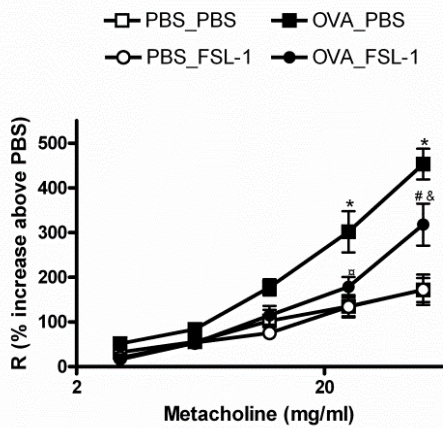 PBS_PBS OVA_PBS
PBS_FSL-1 OVA_FSL-1
R (% increase above PBS)
500
400
300
200
100
0
*
*
# &
¤
2 20
Metacholine (mg/ml)